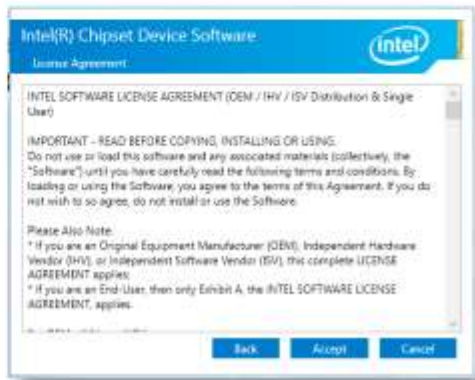 Intel(R) Chipset Device Software
License Agreement
intel
INTEL SOFTWARE LICENSE AGREEMENT (OEM / IHV / ISV Distribution & Single
User)
IMPORTANT - READ BEFORE COPYING, INSTALLING OR USING.
Do not use or load this software and any associated materials (collectively, the
"Software") until you have carefully read the following terms and conditions. By
loading or using the Software, you agree to the terms of this Agreement. If you do
not wish to so agree, do not install or use the Software.
Please Also Note:
* If you are an Original Equipment Manufacturer (OEM), Independent Hardware
Vendor (IHV), or Independent Software Vendor (ISV), this complete LICENSE
AGREEMENT applies;
* If you are an End-User, then only Exhibit A, the INTEL SOFTWARE LICENSE
AGREEMENT, applies.
Back
Accept
Cancel